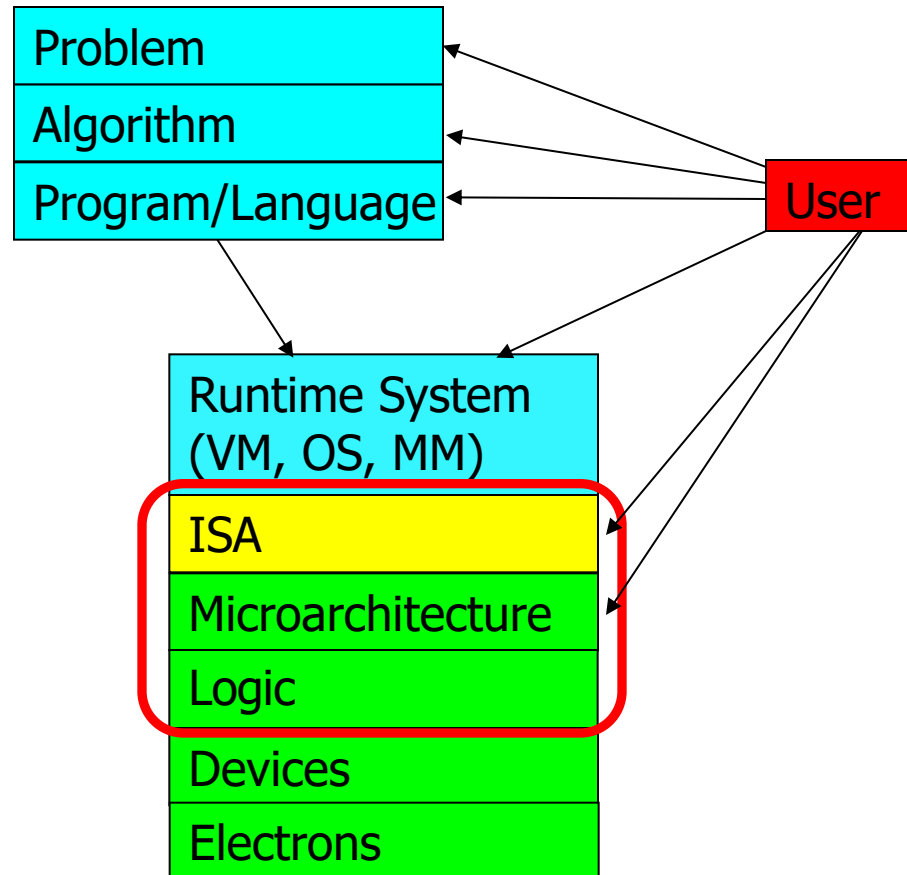 Problem
Algorithm
Program/Language
User
Runtime System
(VM, OS, MM)
ISA
Microarchitecture
Logic
Devices
Electrons